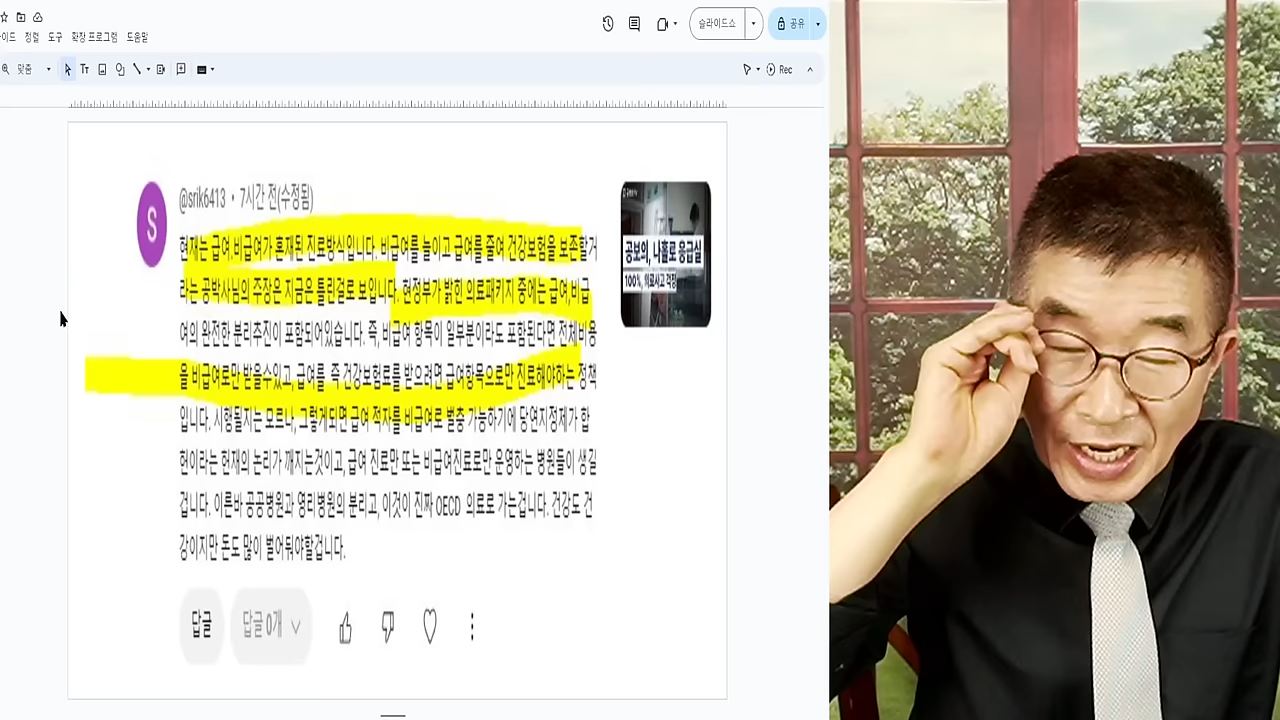 이드 정렬 도구 확장 프로그램 도움말
슬라이드쇼
공유
맞춤
Tт
Rec
S
@srik6413 · 7시간 전(수정됨)
현재는 급여,비급여가 혼재된 진료방식입니다. 비급여를 늘이고 급여를 줄여 건강보험을 보존할거
라는 공박사님의 주장은 지금은 틀린걸로 보입니다. 현정부가 밝힌 의료패키지 중에는 급여,비급
여의 완전한 분리추진이 포함되어있습니다. 즉, 비급여 항목이 일부분이라도 포함된다면 전체비용
을 비급여로만 받을수있고, 급여를 즉 건강보험료를 받으려면 급여항목으로만 진료해야하는 정책
입니다. 시행될지는 모르나, 그렇게되면 급여 적자를 비급여로 벌충 가능하기에 당연지정제가 합
헌이라는 헌재의 논리가 깨지는것이고, 급여 진료만 또는 비급여진료로만 운영하는 병원들이 생길
겁니다. 이른바 공공병원과 영리병원의 분리고, 이것이 진짜 OECD 의료로 가는겁니다. 건강도 건
강이지만 돈도 많이 벌어둬야할겁니다.
공보의, 나홀로 응급실
100% 의료사고 걱정
답글
답글 0개